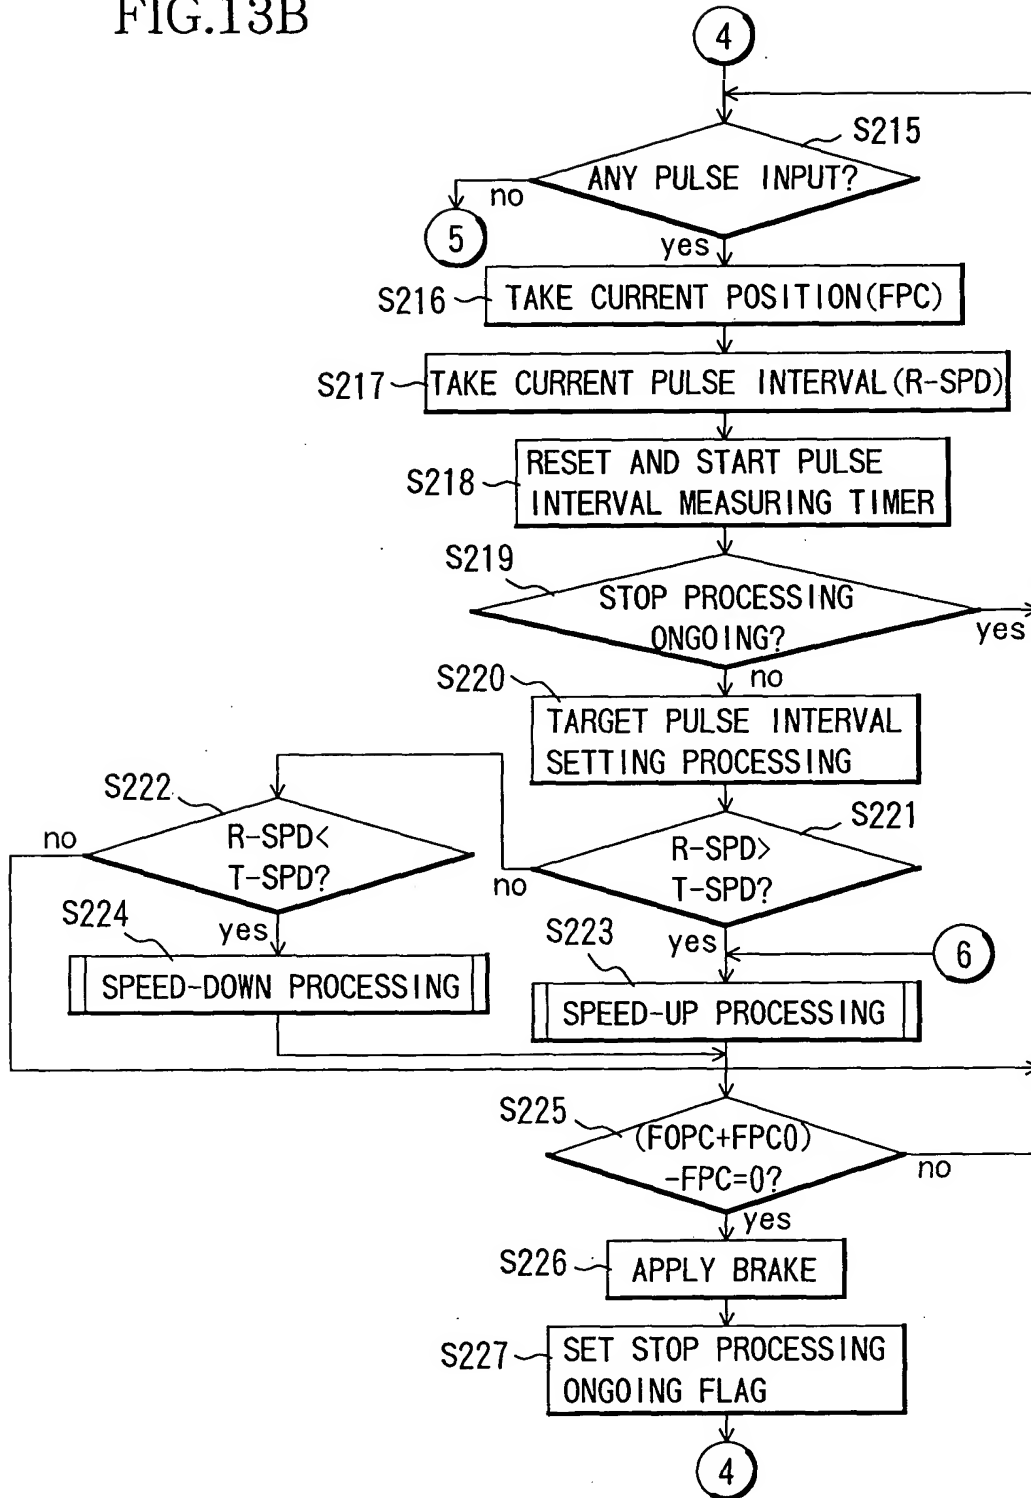 FIG.13B
4
S215
ANY PULSE INPUT?
no
5
yes
S216
TAKE CURRENT POSITION(FPC)
S217
TAKE CURRENT PULSE INTERVAL(R-SPD)
S218
RESET AND START PULSE
INTERVAL MEASURING TIMER
S219
STOP PROCESSING
ONGOING?
yes
no
S220
TARGET PULSE INTERVAL
SETTING PROCESSING
S222
R-SPD<
T-SPD?
no
yes
S221
R-SPD>
T-SPD?
no
yes
S224
SPEED-DOWN PROCESSING
6
S223
SPEED-UP PROCESSING
S225
(FOPC+FPC0)
-FPC=0?
no
yes
S226
APPLY BRAKE
S227
SET STOP PROCESSING
ONGOING FLAG
4